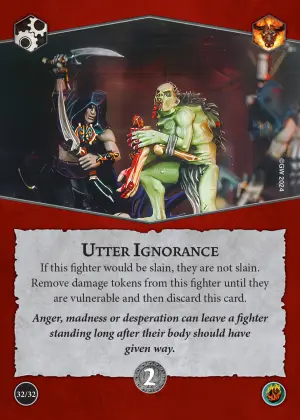 ©GW 2024
UTTER IGNORANCE
If this fighter would be slain, they are not slain.
Remove damage tokens from this fighter until they
are vulnerable and then discard this card.
Anger, madness or desperation can leave a fighter
standing long after their body should have
given way.
2
32/32